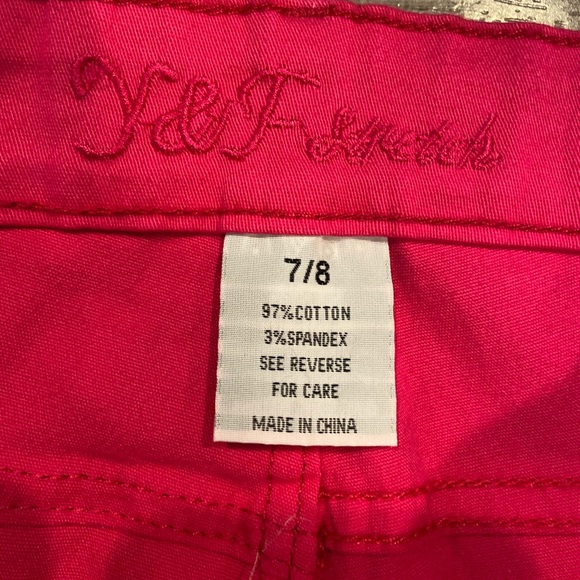 Y&F stretch
7/8
97%COTTON
3%SPANDEX
SEE REVERSE
FOR CARE
MADE IN CHINA